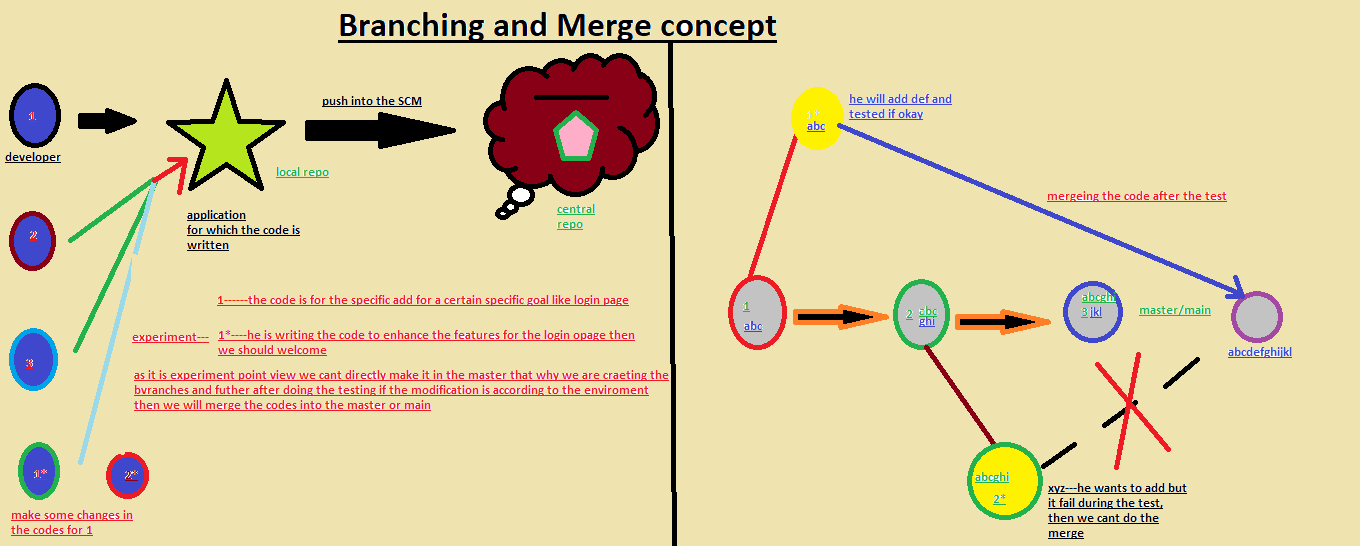 Branching and Merge concept
1
developer
push into the SCM
local repo
application
for which the code is
written
central
repo
2
3
1*
2*
make some changes in
the codes for 1
1------the code is for the specific add for a certain specific goal like login page
experiment---
1*----he is writing the code to enhance the features for the login opage then
we should welcome
as it is experiment point view we cant directly make it in the master that why we are craeting the
bvranches and futher after doing the testing if the modification is according to the enviroment
then we will merge the codes into the master or main
1*
abc
he will add def and
tested if okay
mergeing the code after the test
1
abc
2 abc
ghi
abcghi
3 jkl
master/main
abcdefghijkl
abcghi
2*
xyz---he wants to add but
it fail during the test,
then we cant do the
merge